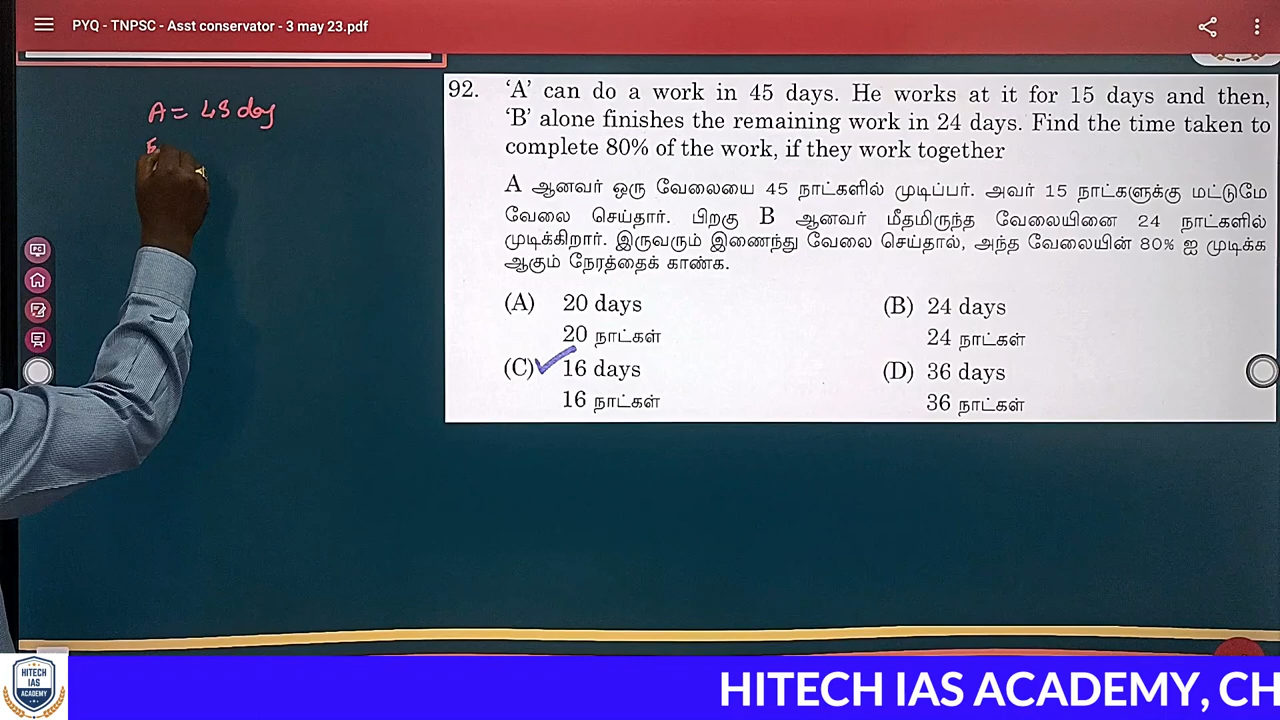 PYQ - TNPSC - Asst conservator - 3 may 23.pdf
A = 45 day
92. 'A' can do a work in 45 days. He works at it for 15 days and then,
'B' alone finishes the remaining work in 24 days. Find the time taken to
complete 80% of the work, if they work together
A ஆனவர் ஒரு வேலையை 45 நாட்களில் முடிப்பர். அவர் 15 நாட்களுக்கு மட்டுமே
வேலை செய்தார். பிறகு B ஆனவர் மீதமிருந்த வேலையினை 24 நாட்களில்
முடிக்கிறார். இருவரும் இணைந்து வேலை செய்தால், அந்த வேலையின் 80% ஐ முடிக்க
ஆகும் நேரத்தைக் காண்க.
(A) 20 days (B) 24 days
20 நாட்கள் 24 நாட்கள்
(C) 16 days (D) 36 days
16 நாட்கள் 36 நாட்கள்
HITECH
IAS
ACADEMY
HITECH IAS ACADEMY, CH